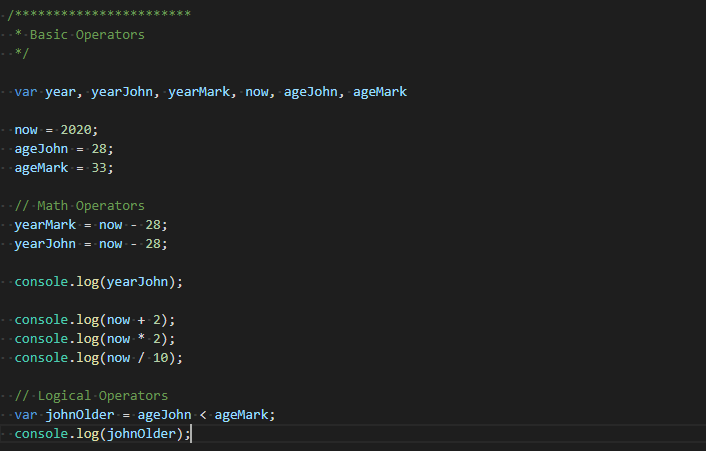 /***********************
* Basic Operators
*/
var year, yearJohn, yearMark, now, ageJohn, ageMark
now = 2020;
ageJohn = 28;
ageMark = 33;
// Math Operators
yearMark = now - 28;
yearJohn = now - 28;
console.log(yearJohn);
console.log(now + 2);
console.log(now * 2);
console.log(now / 10);
// Logical Operators
var johnOlder = ageJohn < ageMark;
console.log(johnOlder);